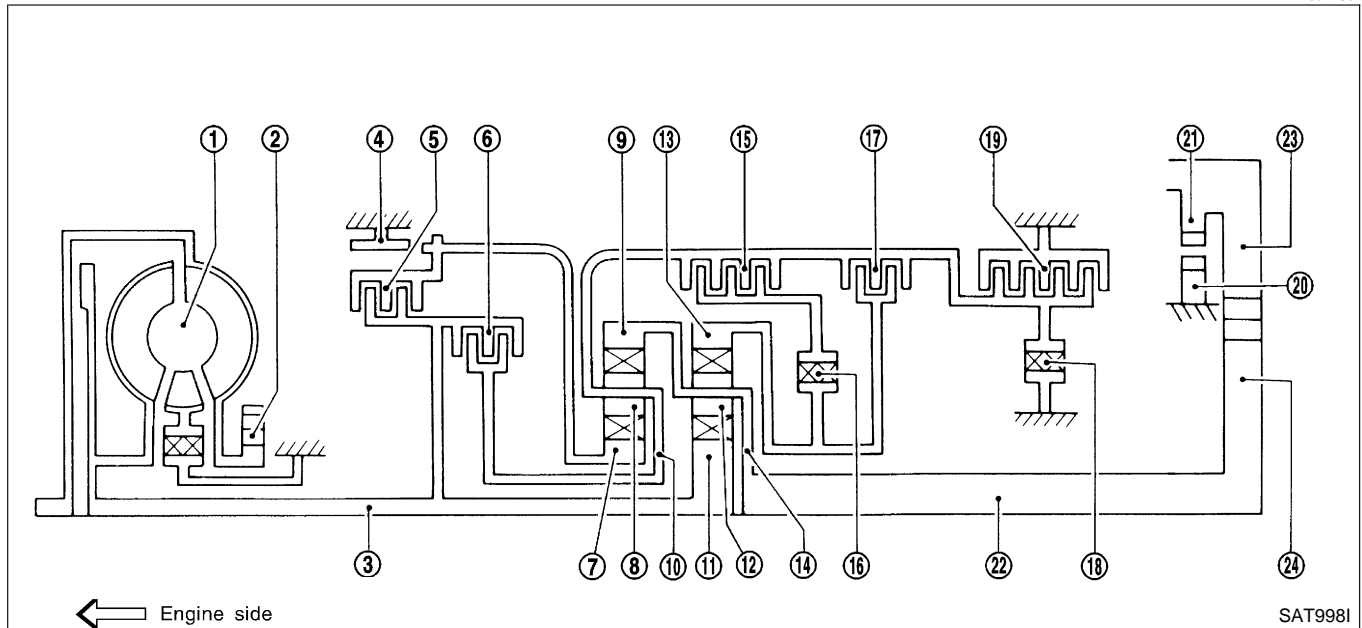 ① ② ④ ⑤ ⑥ ⑨ ⑬ ⑮ ⑰ ⑲ ㉑ ㉓
⑳
③ ⑦ ⑧ ⑩ ⑪ ⑫ ⑭ ⑯ ㉒ ⑱ ㉔
Engine side
SAT998I